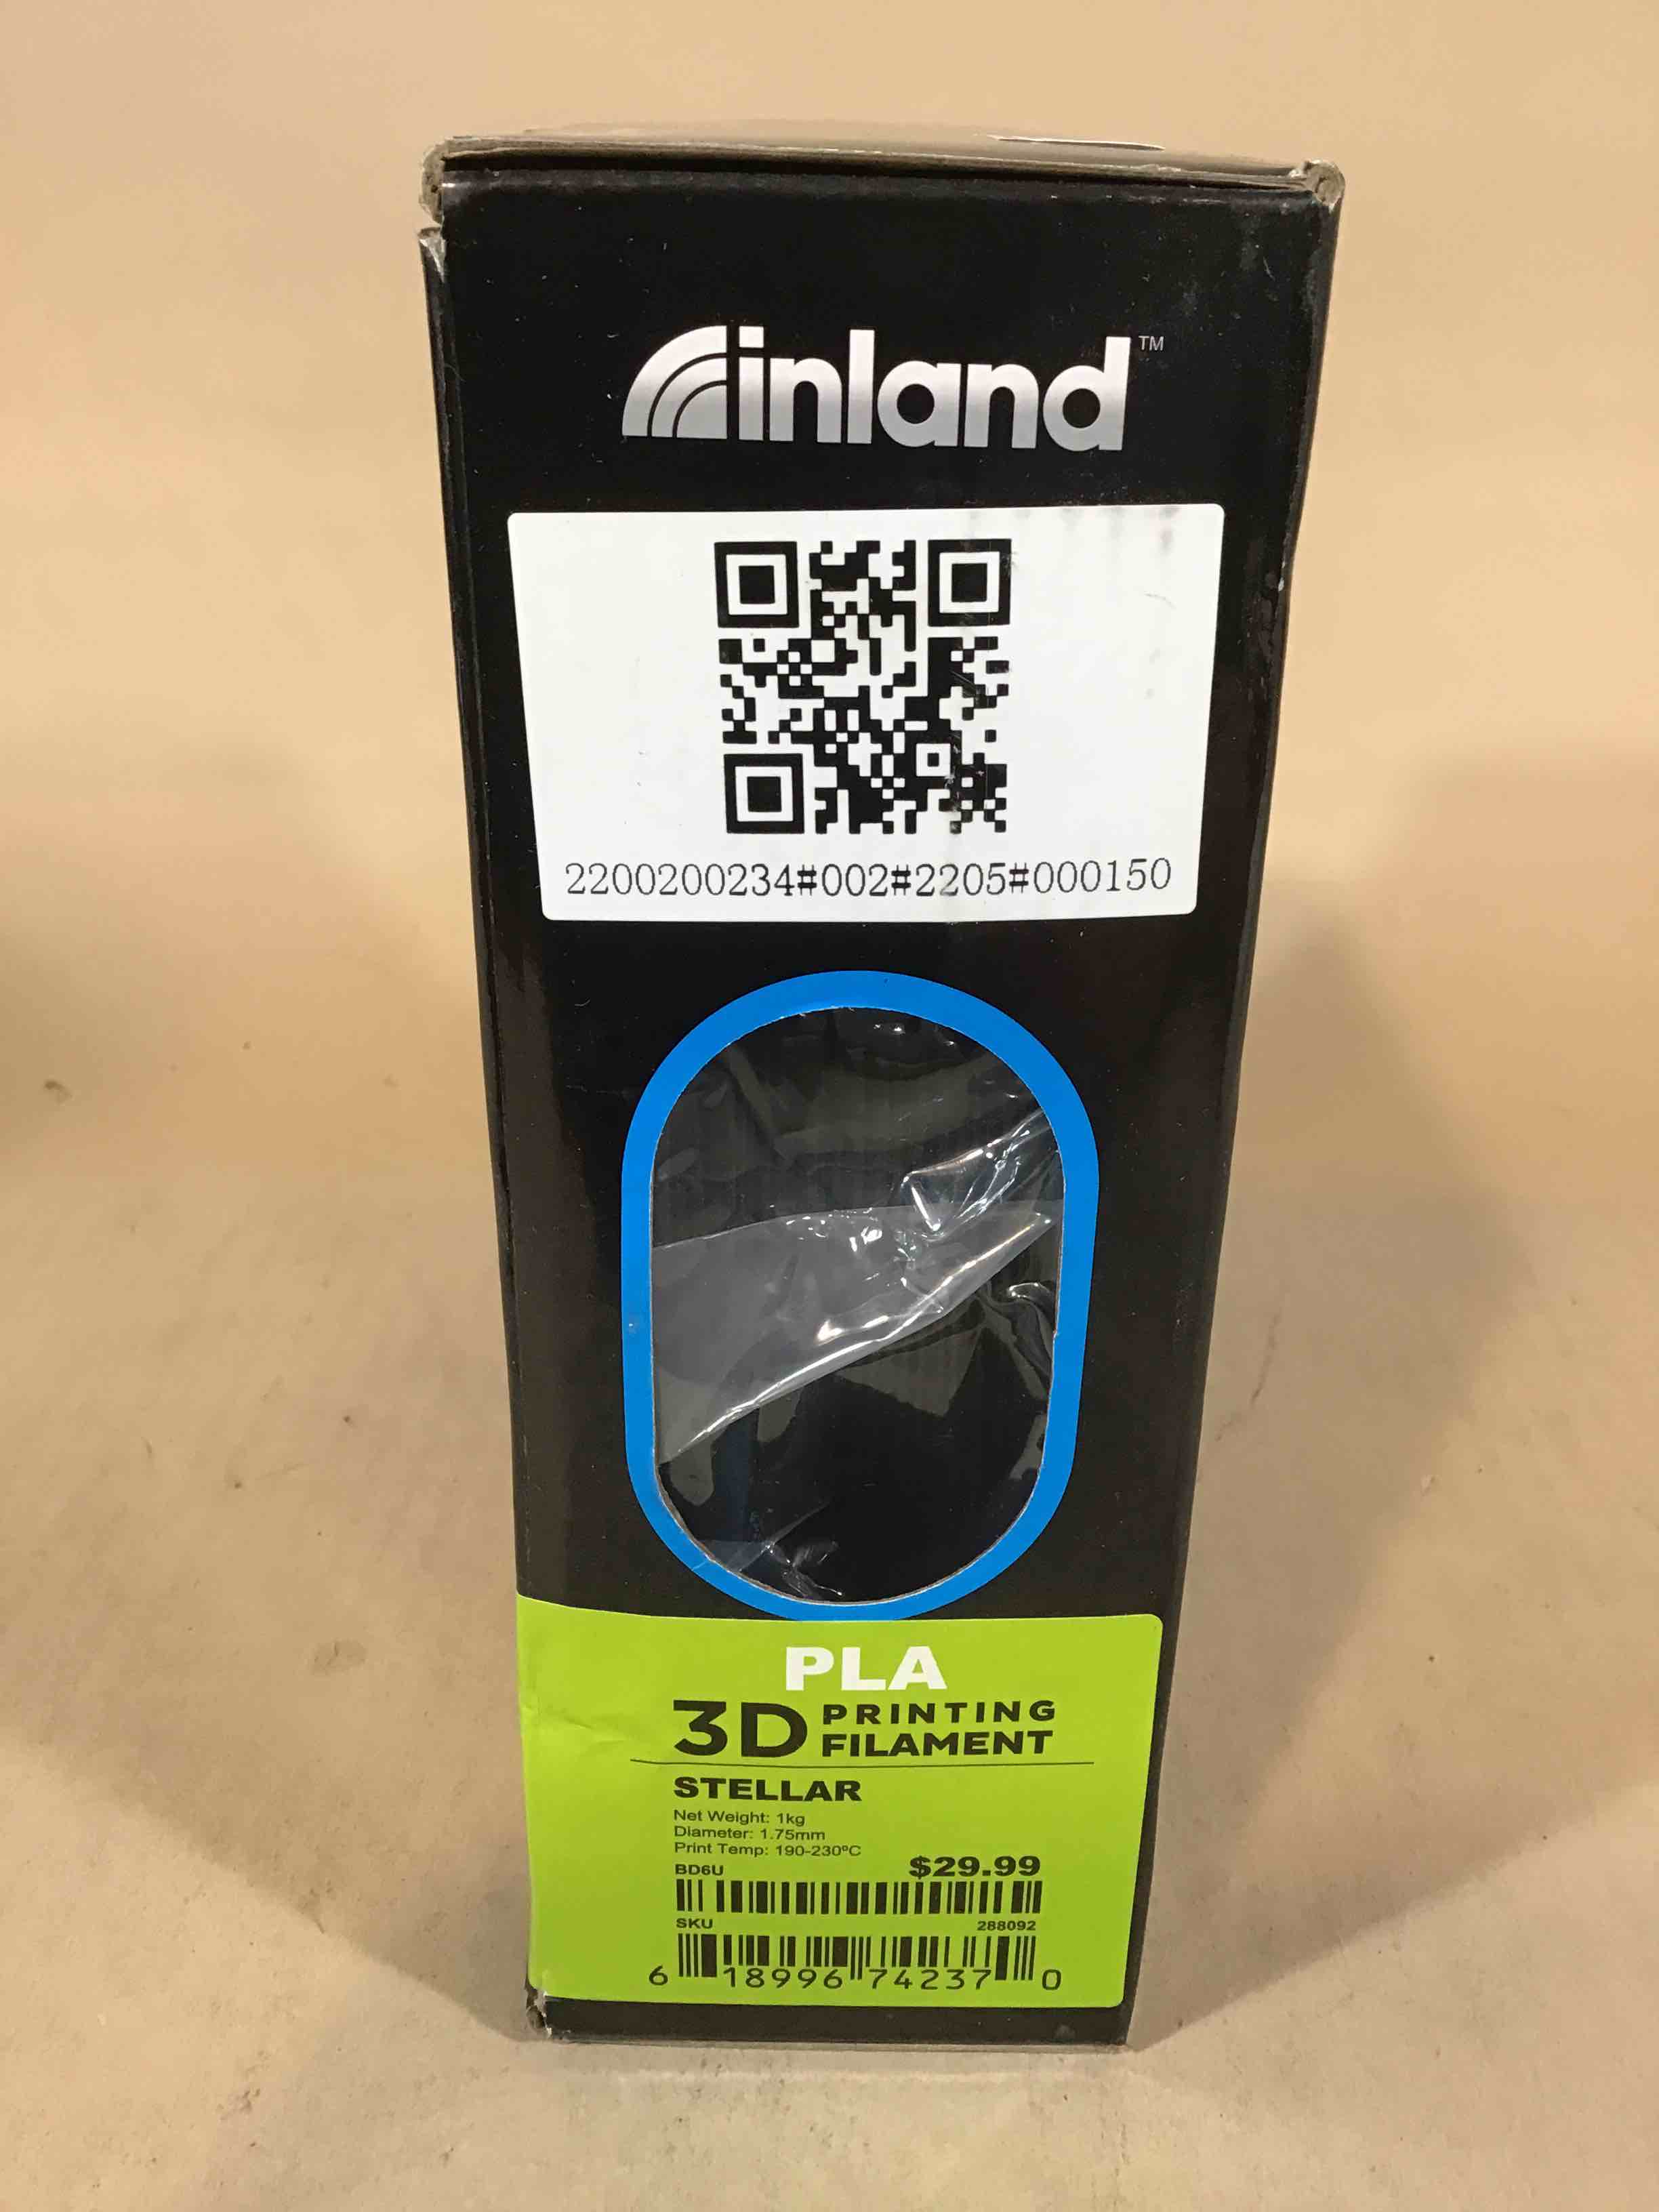 inland™
2200200234#002#2205#000150
PLA
3D PRINTING
FILAMENT
STELLAR
Net Weight: 1kg
Diameter: 1.75mm
Print Temp: 190-230ºC
BD6U $29.99
SKU 288092
6 18996 74237 0